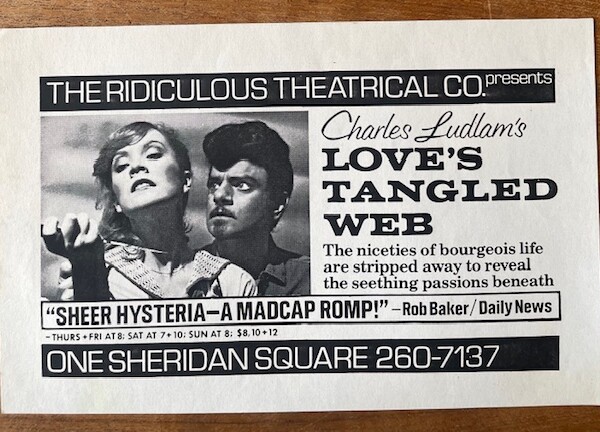 THE RIDICULOUS THEATRICAL CO. presents
Charles Ludlam's
LOVE'S
TANGLED
WEB
The niceties of bourgeois life
are stripped away to reveal
the seething passions beneath
"SHEER HYSTERIA—A MADCAP ROMP!" —Rob Baker/Daily News
-THURS + FRI AT 8; SAT AT 7+10; SUN AT 8; $8, 10+12
ONE SHERIDAN SQUARE 260-7137